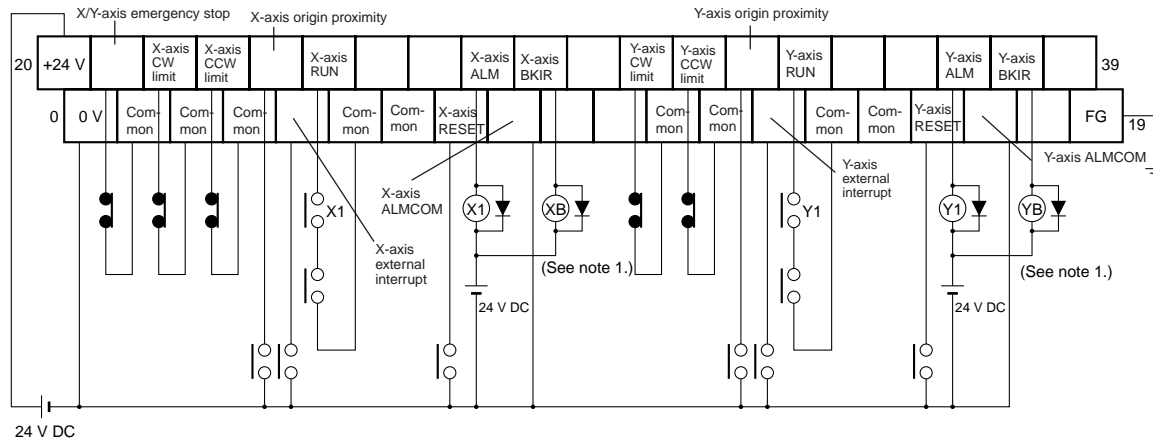 X/Y-axis emergency stop
X-axis origin proximity
Y-axis origin proximity
20
+24 V
X-axis
CW
limit
X-axis
CCW
limit
X-axis
RUN
X-axis
ALM
X-axis
BKIR
Y-axis
CW
limit
Y-axis
CCW
limit
Y-axis
RUN
Y-axis
ALM
Y-axis
BKIR
39
0
0 V
Com-
mon
Com-
mon
Com-
mon
Com-
mon
Com-
mon
X-axis
RESET
Com-
mon
Com-
mon
Com-
mon
Com-
mon
Y-axis
RESET
FG
19
Y-axis ALMCOM
Y-axis
external
interrupt
X-axis
ALMCOM
X-axis
external
interrupt
X1
X1
XB
Y1
Y1
YB
(See note 1.)
(See note 1.)
24 V DC
24 V DC
24 V DC